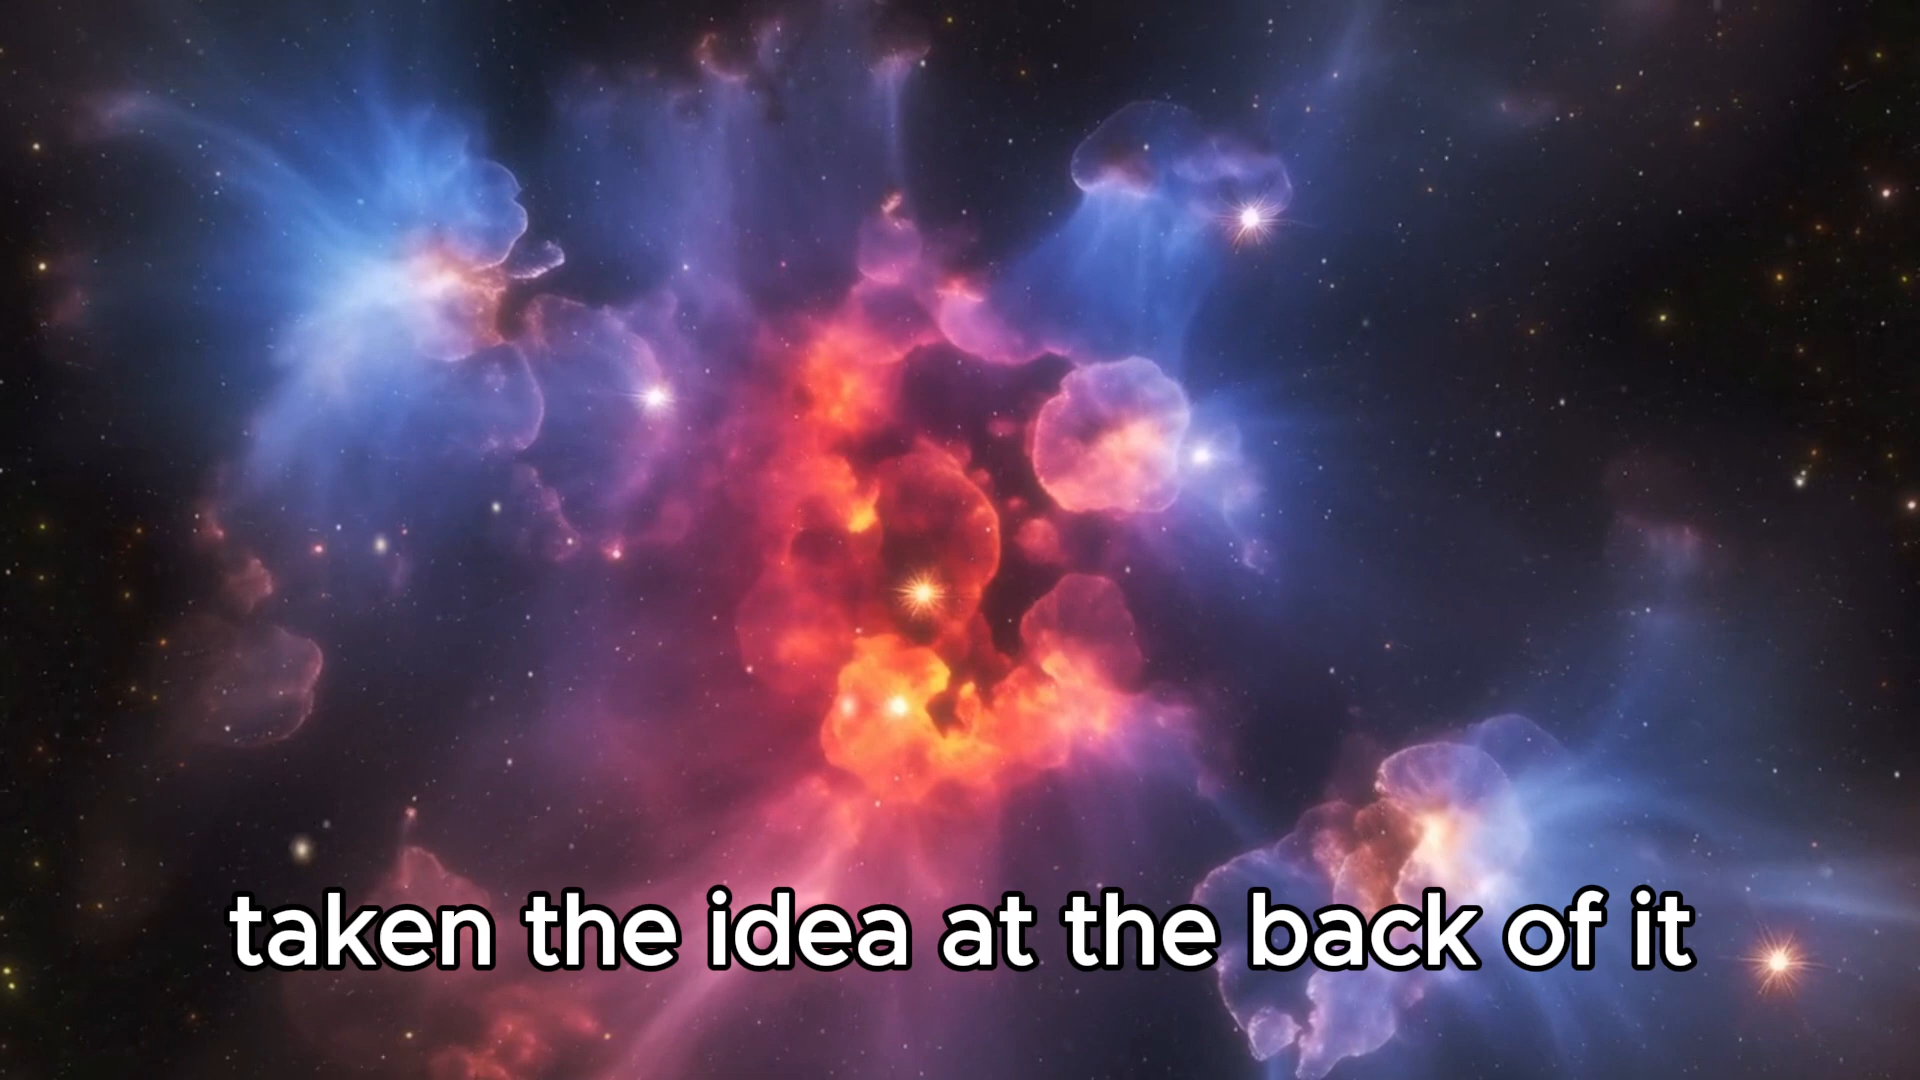 taken the idea at the back of it